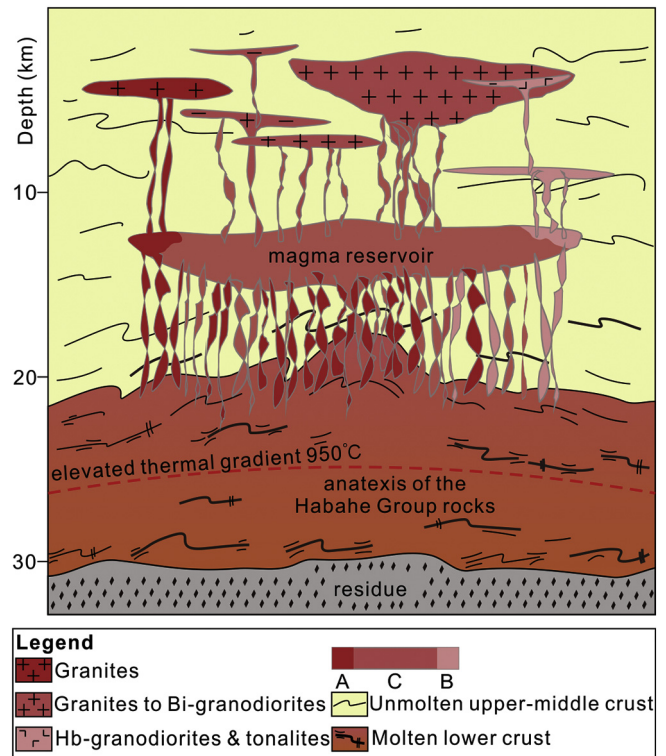 Depth (km)
10
magma reservoir
20
elevated thermal gradient 950°C
anatexis of the
Habahe Group rocks
30
residue
Legend
Granites
A C B
Granites to Bi-granodiorites
Unmolten upper-middle crust
Hb-granodiorites & tonalites
Molten lower crust